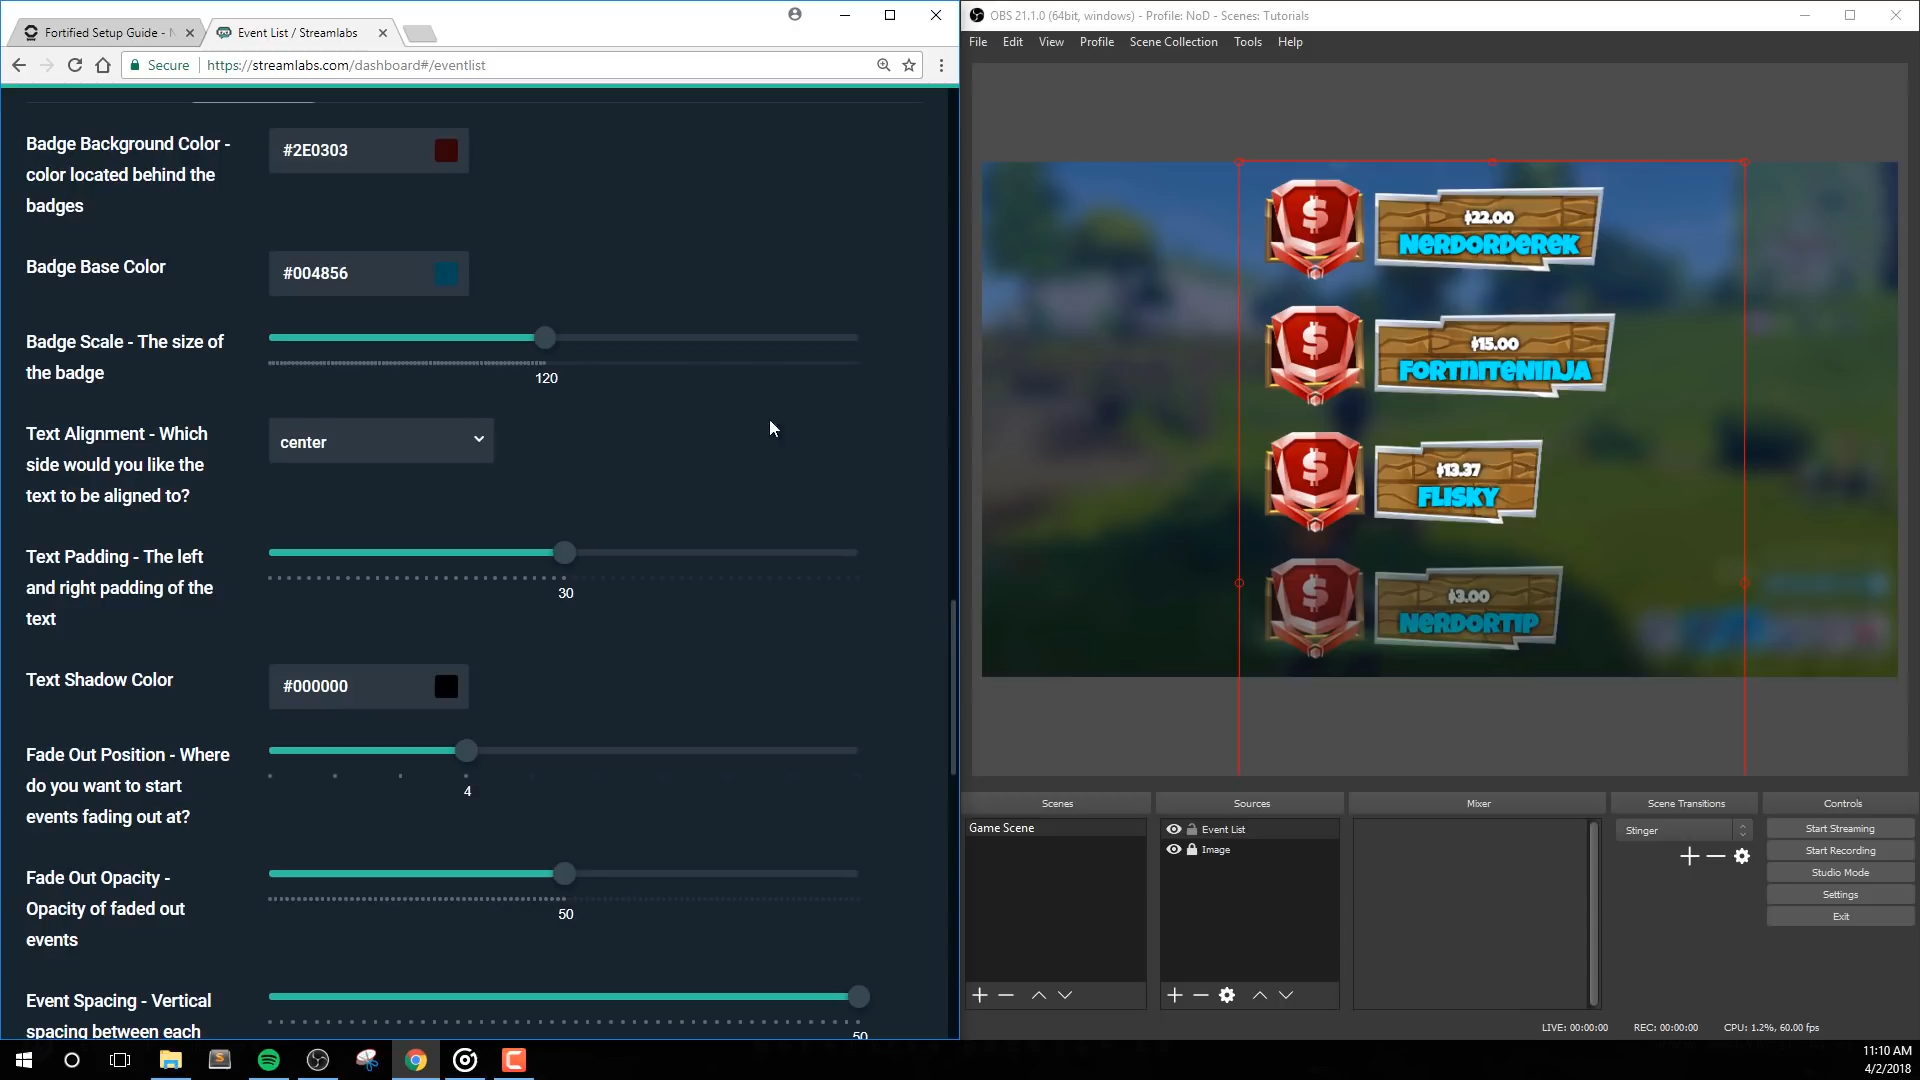 Fortified Setup Guide - N
Event List / Streamlabs
Secure
https://streamlabs.com/dashboard#/eventlist
Badge Background Color -
color located behind the
badges
#2E0303
Badge Base Color
#004856
Badge Scale - The size of
the badge
120
Text Alignment - Which
side would you like the
text to be aligned to?
center
Text Padding - The left
and right padding of the
text
30
Text Shadow Color
#000000
Fade Out Position - Where
do you want to start
events fading out at?
4
Fade Out Opacity -
Opacity of faded out
events
50
Event Spacing - Vertical
spacing between each
50
OBS 21.1.0 (64bit, windows) - Profile: NoD - Scenes: Tutorials
File Edit View Profile Scene Collection Tools Help
$22.00
NerdOrDerek
$15.00
FortniteNinja
$13.37
Flisky
$3.00
NerdOrTip
Scenes
Game Scene
Sources
Event List
Image
Mixer
Scene Transitions
Stinger
Controls
Start Streaming
Start Recording
Studio Mode
Settings
Exit
LIVE: 00:00:00 REC: 00:00:00 CPU: 1.2%, 60.00 fps
11:10 AM
4/2/2018